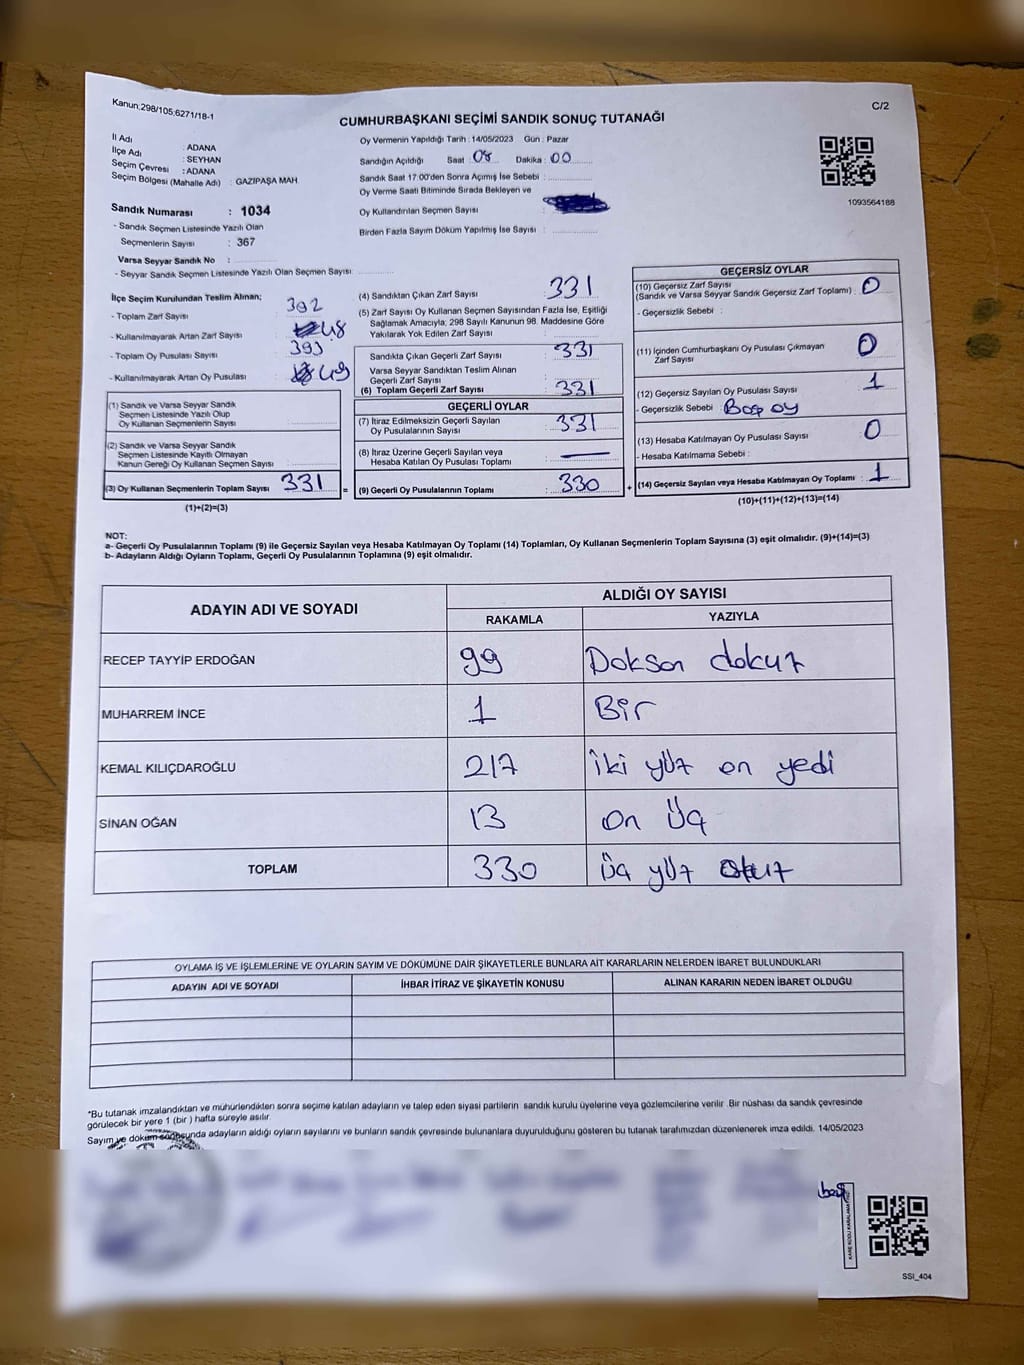 Kanun;298/105;6271/18-1
C/2
CUMHURBAŞKANI SEÇİMİ SANDIK SONUÇ TUTANAĞI
İl Adı : ADANA
İlçe Adı : SEYHAN
Seçim Çevresi : ADANA
Seçim Bölgesi (Mahalle Adı) : GAZİPAŞA MAH.
Sandık Numarası : 1034
- Sandık Seçmen Listesinde Yazılı Olan
Seçmenlerin Sayısı : 367
Varsa Seyyar Sandık No :
- Seyyar Sandık Seçmen Listesinde Yazılı Olan Seçmen Sayısı:
Oy Vermenin Yapıldığı Tarih : 14/05/2023 Gün : Pazar
Sandığın Açıldığı Saat : 08 Dakika : 00
Sandık Saat 17:00'den Sonra Açımış İse Sebebi :
Oy Verme Saati Bitiminde Sırada Bekleyen ve
Oy Kullandırılan Seçmen Sayısı :
Birden Fazla Sayım Döküm Yapılmış İse Sayısı :
1093564188
İlçe Seçim Kurulundan Teslim Alınan;
- Toplam Zarf Sayısı : 392
- Kullanılmayarak Artan Zarf Sayısı : 48
- Toplam Oy Pusulası Sayısı : 393
- Kullanılmayarak Artan Oy Pusulası : 49
(1) Sandık ve Varsa Seyyar Sandık
Seçmen Listesinde Yazılı Olup
Oy Kullanan Seçmenlerin Sayısı
(2) Sandık ve Varsa Seyyar Sandık
Seçmen Listesinde Kayıtlı Olmayan
Kanun Gereği Oy Kullanan Seçmen Sayısı
(3) Oy Kullanan Seçmenlerin Toplam Sayısı 331 =
(1)+(2)=(3)
(4) Sandıktan Çıkan Zarf Sayısı : 331
(5) Zarf Sayısı Oy Kullanan Seçmen Sayısından Fazla İse, Eşitliği
Sağlamak Amacıyla; 298 Sayılı Kanunun 98. Maddesine Göre
Yakılarak Yok Edilen Zarf Sayısı :
Sandıkta Çıkan Geçerli Zarf Sayısı : 331
Varsa Seyyar Sandıktan Teslim Alınan
Geçerli Zarf Sayısı :
(6) Toplam Geçerli Zarf Sayısı : 331
GEÇERLİ OYLAR
(7) İtiraz Edilmeksizin Geçerli Sayılan
Oy Pusulalarının Sayısı : 331
(8) İtiraz Üzerine Geçerli Sayılan veya
Hesaba Katılan Oy Pusulası Toplamı : —
(9) Geçerli Oy Pusulalarının Toplamı : 330 +
GEÇERSİZ OYLAR
(10) Geçersiz Zarf Sayısı
(Sandık ve Varsa Seyyar Sandık Geçersiz Zarf Toplamı) : 0
- Geçersizlik Sebebi :
(11) İçinden Cumhurbaşkanı Oy Pusulası Çıkmayan
Zarf Sayısı : 0
(12) Geçersiz Sayılan Oy Pusulası Sayısı : 1
- Geçersizlik Sebebi : Boş oy
(13) Hesaba Katılmayan Oy Pusulası Sayısı : 0
- Hesaba Katılmama Sebebi :
(14) Geçersiz Sayılan veya Hesaba Katılmayan Oy Toplamı : 1
(10)+(11)+(12)+(13)=(14)
NOT:
a- Geçerli Oy Pusulalarının Toplamı (9) ile Geçersiz Sayılan veya Hesaba Katılmayan Oy Toplamı (14) Toplamları, Oy Kullanan Seçmenlerin Toplam Sayısına (3) eşit olmalıdır. (9)+(14)=(3)
b- Adayların Aldığı Oyların Toplamı, Geçerli Oy Pusulalarının Toplamına (9) eşit olmalıdır.
ADAYIN ADI VE SOYADI ALDIĞI OY SAYISI
RAKAMLA YAZIYLA
RECEP TAYYİP ERDOĞAN 99 Doksan dokuz
MUHARREM İNCE 1 Bir
KEMAL KILIÇDAROĞLU 217 iki yüz on yedi
SİNAN OĞAN 13 on üç
TOPLAM 330 üç yüz otuz
OYLAMA İŞ VE İŞLEMLERİNE VE OYLARIN SAYIM VE DÖKÜMÜNE DAİR ŞİKAYETLERLE BUNLARA AİT KARARLARIN NELERDEN İBARET BULUNDUKLARI
ADAYIN ADI VE SOYADI İHBAR İTİRAZ VE ŞİKAYETİN KONUSU ALINAN KARARIN NEDEN İBARET OLDUĞU
*Bu tutanak imzalandıktan ve mühürlendikten sonra seçime katılan adayların ve talep eden siyasi partilerin sandık kurulu üyelerine veya gözlemcilerine verilir .Bir nüshası da sandık çevresinde
görülecek bir yere 1 (bir ) hafta süreyle asılır.
Sayım ve döküm sonucunda adayların aldığı oyların sayılarını ve bunların sandık çevresinde bulunanlara duyurulduğunu gösteren bu tutanak tarafımızdan düzenlenerek imza edildi. 14/05/2023
SSI_404